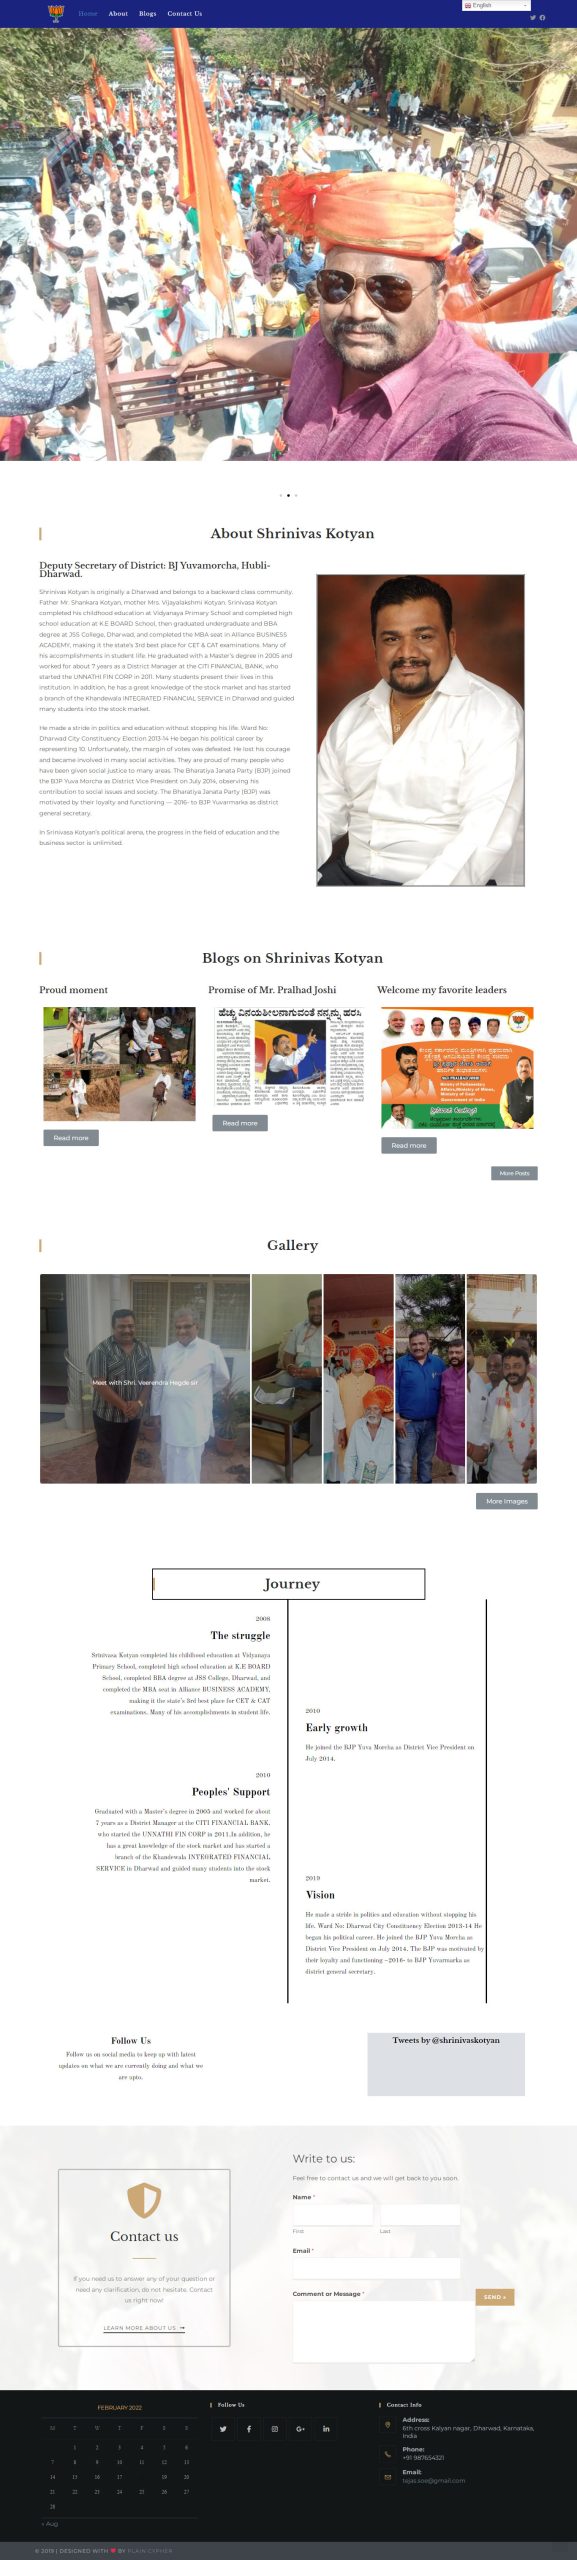 Home About Blogs Contact Us
English
About Shrinivas Kotyan
Deputy Secretary of District: BJ Yuvamorcha, Hubli-
Dharwad.
Shrinivas Kotyan is originally a Dharwad and belongs to a backward class community.
Father Mr. Shankara Kotyan, mother Mrs. Vijayalakshmi Kotyan, Srinivasa Kotyan
completed his childhood education at Vidyanaya Primary School and completed high
school education at K.E BOARD School, then graduated undergraduate and BBA
degree at JSS College, Dharwad, and completed the MBA seat in Alliance BUSINESS
ACADEMY, making it the state's 3rd best place for CET & CAT examinations. Many of
his accomplishments in student life. He graduated with a Master's degree in 2005 and
worked for about 7 years as a District Manager at the CITI FINANCIAL BANK, who
started the UNNATHI FIN CORP in 2011. Many students present their lives in this
institution. In addition, he has a great knowledge of the stock market and has started
a branch of the Khandewala INTEGRATED FINANCIAL SERVICE in Dharwad and guided
many students into the stock market.
He made a stride in politics and education without stopping his life. Ward No:
Dharwad City Constituency Election 2013-14 He began his political career by
representing 10. Unfortunately, the margin of votes was defeated. He lost his courage
and became involved in many social activities. They are proud of many people who
have been given social justice to many areas. The Bharatiya Janata Party (BJP) joined
the BJP Yuva Morcha as District Vice President on July 2014, observing his
contribution to social issues and society. The Bharatiya Janata Party (BJP) was
motivated by their loyalty and functioning — 2016- to BJP Yuvarmarka as district
general secretary.
In Srinivasa Kotyan's political arena, the progress in the field of education and the
business sector is unlimited.
Blogs on Shrinivas Kotyan
Proud moment
Promise of Mr. Pralhad Joshi
Welcome my favorite leaders
ಹೆಚ್ಚು ವಿನಯಶೀಲನಾಗುವಂತೆ ನನ್ನನ್ನು ಹರಸಿ
Ministry of Parliamentary
Affairs, Ministry of Mines,
Ministry of Coal
Government of India
Read more
Read more
Read more
More Posts
Gallery
Meet with Shri. Veerendra Hegde sir
More Images
Journey
2008
The struggle
Srinivasa Kotyan completed his childhood education at Vidyanaya
Primary School, completed high school education at K.E BOARD
School, completed BBA degree at JSS College, Dharwad, and
completed the MBA seat in Alliance BUSINESS ACADEMY,
making it the state's 3rd best place for CET & CAT
examinations. Many of his accomplishments in student life.
2010
Early growth
He joined the BJP Yuva Morcha as District Vice President on
July 2014.
2010
Peoples' Support
Graduated with a Master's degree in 2005 and worked for about
7 years as a District Manager at the CITI FINANCIAL BANK,
who started the UNNATHI FIN CORP in 2011.In addition, he
has a great knowledge of the stock market and has started a
branch of the Khandewala INTEGRATED FINANCIAL
SERVICE in Dharwad and guided many students into the stock
market.
2019
Vision
He made a stride in politics and education without stopping his
life. Ward No: Dharwad City Constituency Election 2013-14 He
began his political career. He joined the BJP Yuva Morcha as
District Vice President on July 2014. The BJP was motivated by
their loyalty and functioning –2016- to BJP Yuvarmarka as
district general secretary.
Follow Us
Follow us on social media to keep up with latest
updates on what we are currently doing and what we
are upto.
Tweets by @shrinivaskotyan
Contact us
If you need us to answer any of your question or
need any clarification, do not hesitate. Contact
us right now!
LEARN MORE ABOUT US
Write to us:
Feel free to contact us and we will get back to you soon.
Name *
First Last
Email *
Comment or Message *
SEND »
FEBRUARY 2022
M T W T F S S
1 2 3 4 5 6
7 8 9 10 11 12 13
14 15 16 17 19 20
21 22 23 24 25 26 27
28
« Aug
Follow Us
Contact Info
Address:
6th cross Kalyan nagar, Dharwad, Karnataka,
India
Phone:
+91 987654321
Email:
tajas.soe@gmail.com
© 2019 | DESIGNED WITH ❤ BY PLAIN CYPHER